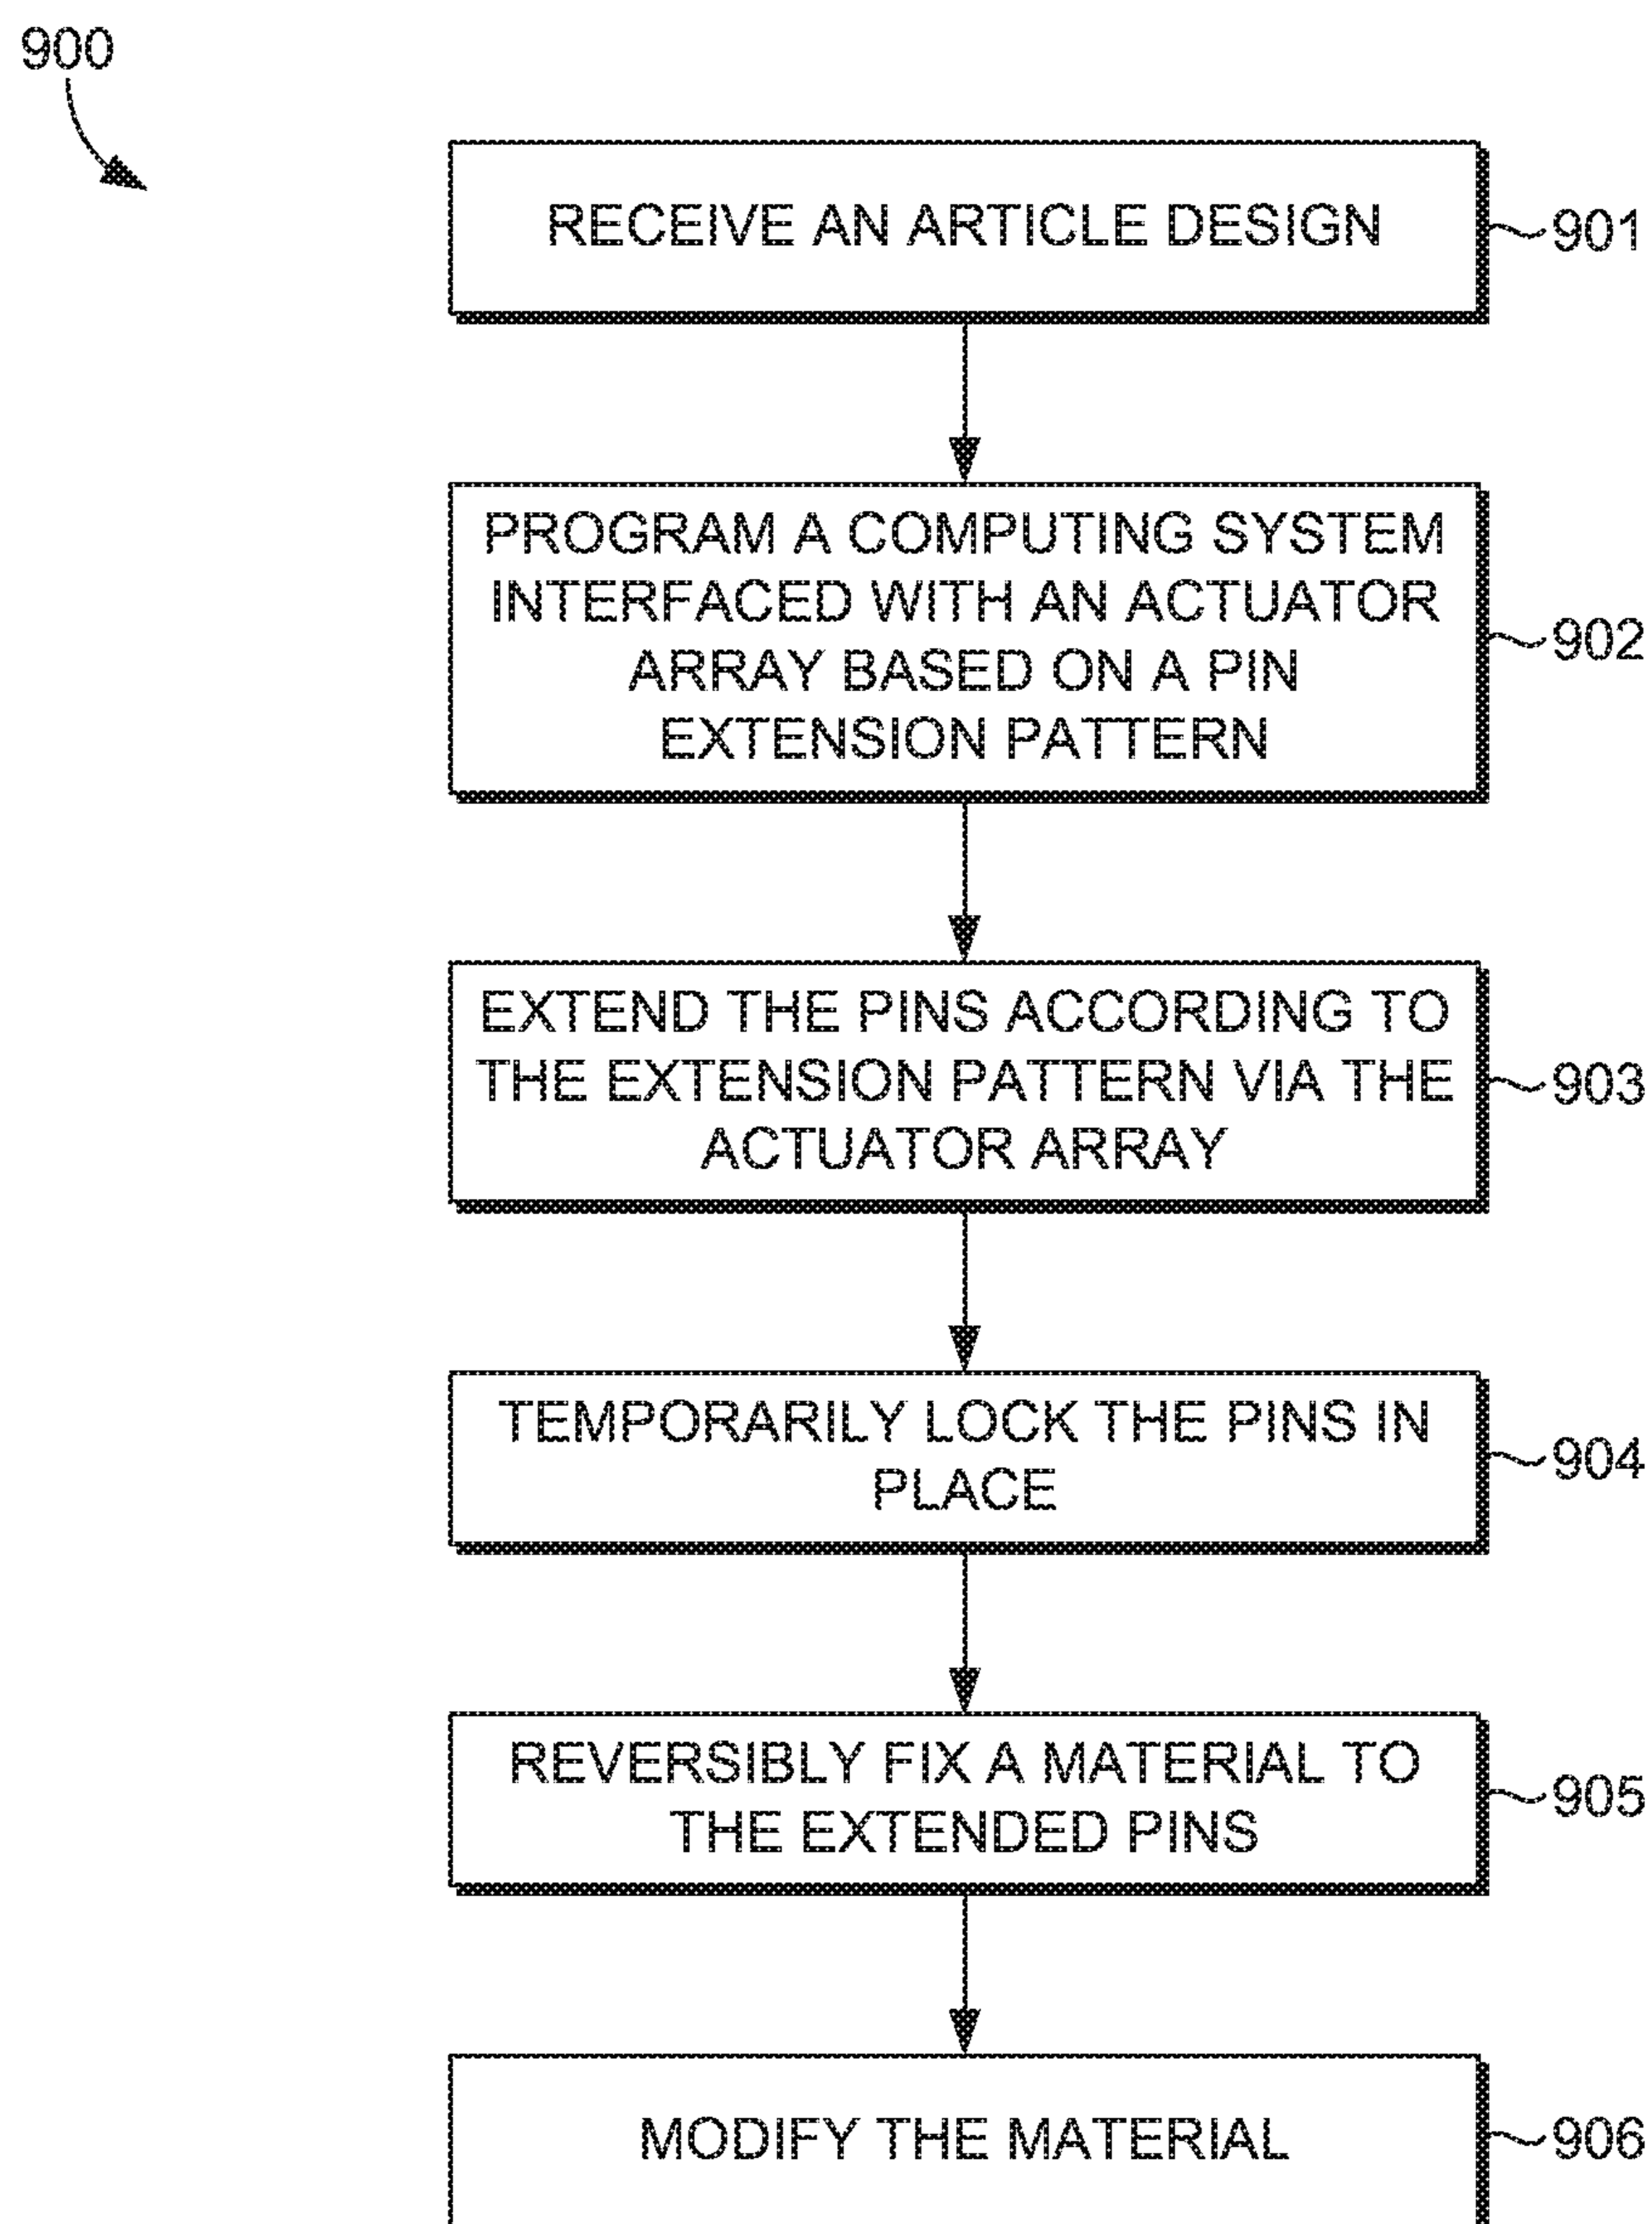 900
RECEIVE AN ARTICLE DESIGN
901
PROGRAM A COMPUTING SYSTEM
INTERFACED WITH AN ACTUATOR
ARRAY BASED ON A PIN
EXTENSION PATTERN
902
EXTEND THE PINS ACCORDING TO
THE EXTENSION PATTERN VIA THE
ACTUATOR ARRAY
903
TEMPORARILY LOCK THE PINS IN
PLACE
904
REVERSIBLY FIX A MATERIAL TO
THE EXTENDED PINS
905
MODIFY THE MATERIAL
906